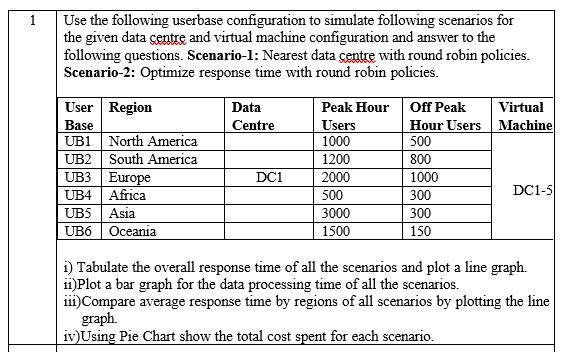 1 Use the following userbase configuration to simulate following scenarios for
the given data centre and virtual machine configuration and answer to the
following questions. Scenario-1: Nearest data centre with round robin policies.
Scenario-2: Optimize response time with round robin policies.
User Base Region Data Centre Peak Hour Users Off Peak Hour Users Virtual Machine
UB1 North America 1000 500
UB2 South America 1200 800
UB3 Europe DC1 2000 1000
UB4 Africa 500 300 DC1-5
UB5 Asia 3000 300
UB6 Oceania 1500 150
i) Tabulate the overall response time of all the scenarios and plot a line graph.
ii)Plot a bar graph for the data processing time of all the scenarios.
iii)Compare average response time by regions of all scenarios by plotting the line
graph.
iv)Using Pie Chart show the total cost spent for each scenario.